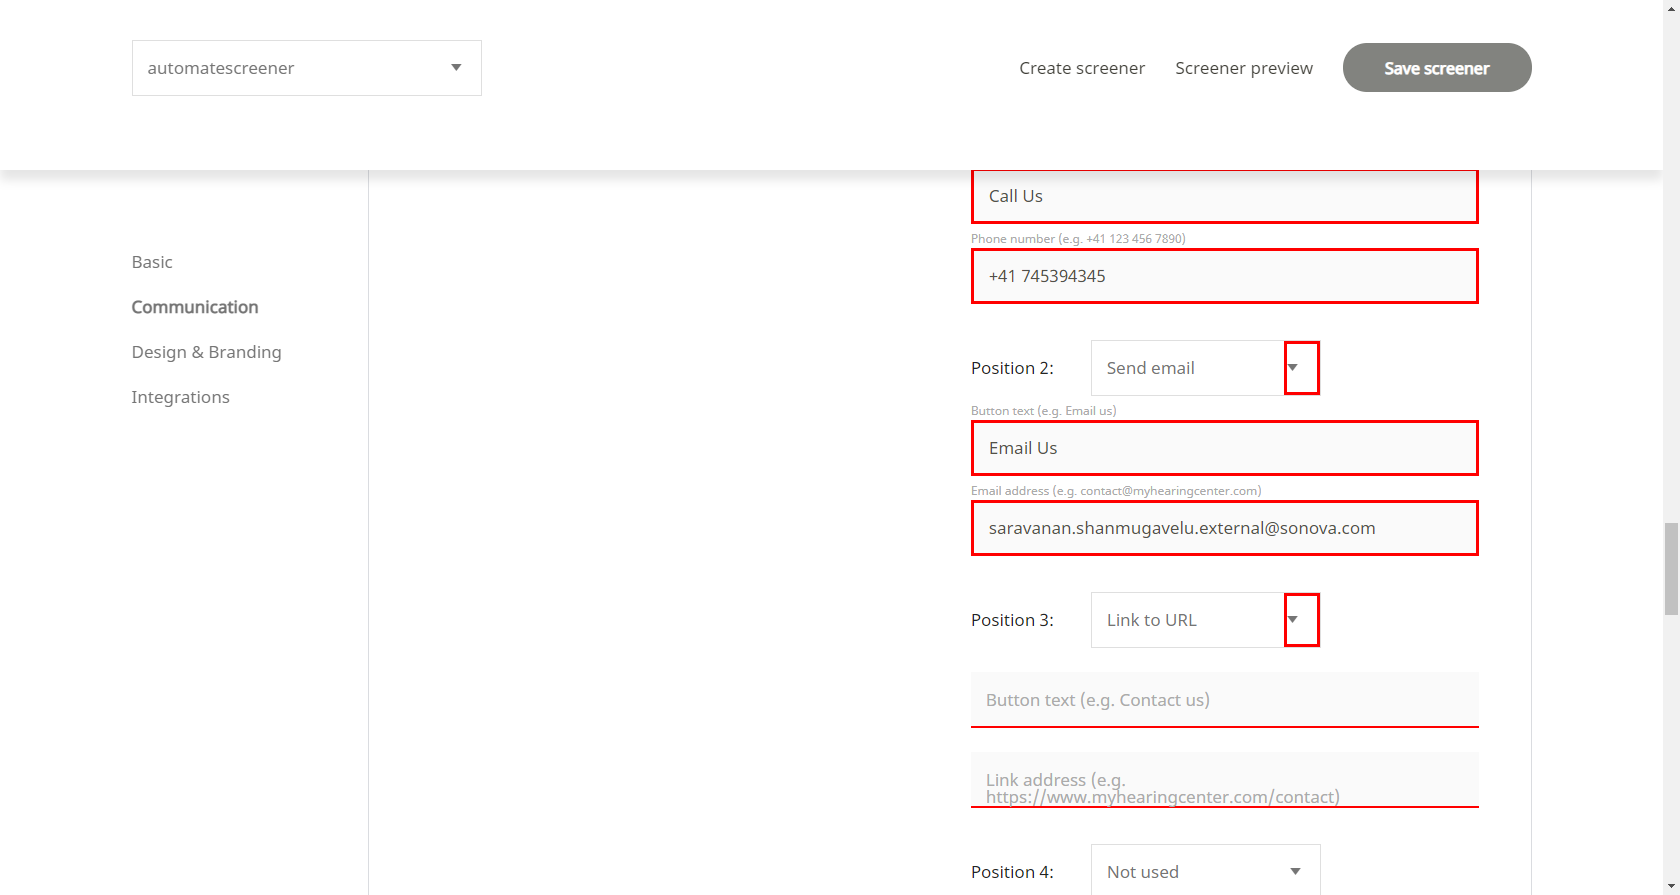 automatescreener
Create screener
Screener preview
Save screener
Basic
Communication
Design & Branding
Integrations
Call Us
Phone number (e.g. +41 123 456 7890)
+41 745394345
Position 2:
Send email
Button text (e.g. Email us)
Email Us
Email address (e.g. contact@myhearingcenter.com)
saravanan.shanmugavelu.external@sonova.com
Position 3:
Link to URL
Button text (e.g. Contact us)
Link address (e.g.
https://www.myhearingcenter.com/contact)
Position 4:
Not used